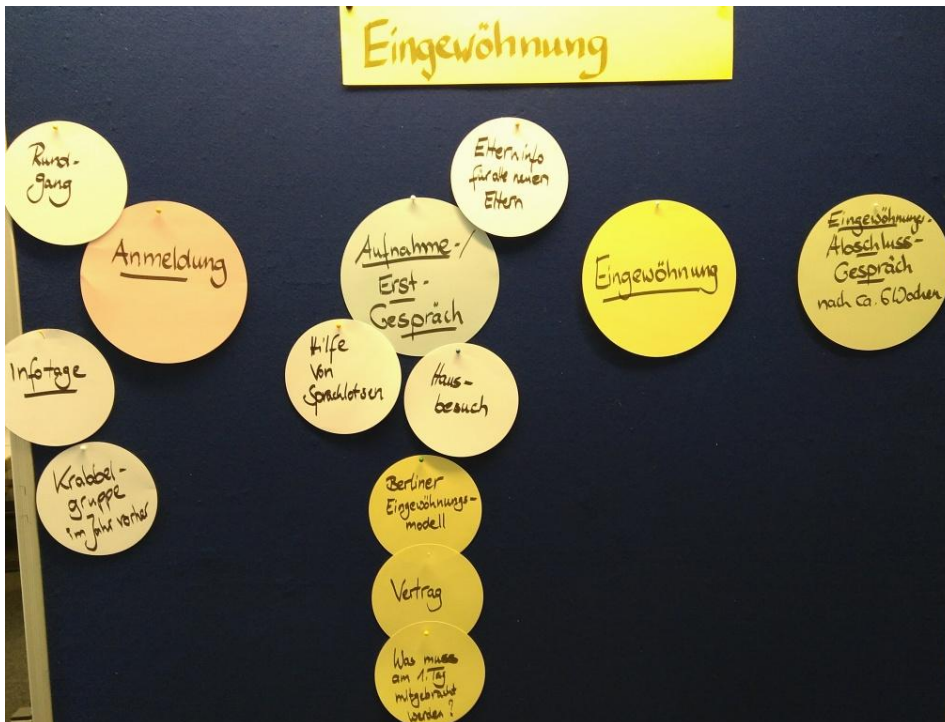 Eingewöhnung
Rund-
gang
Anmeldung
Infotage
Krabbel-
gruppe
im Jahr vorher
Elterninfo
für alle neuen
Eltern
Aufnahme-/
Erst-
Gespräch
Hilfe
von
Sprachlotsen
Haus-
besuch
Berliner
Eingewöhnungs-
modell
Vertrag
Was muss
am 1. Tag
mitgebracht
werden?
Eingewöhnung
Eingewöhnungs-
Abschluss-
Gespräch
nach ca. 6 Wochen